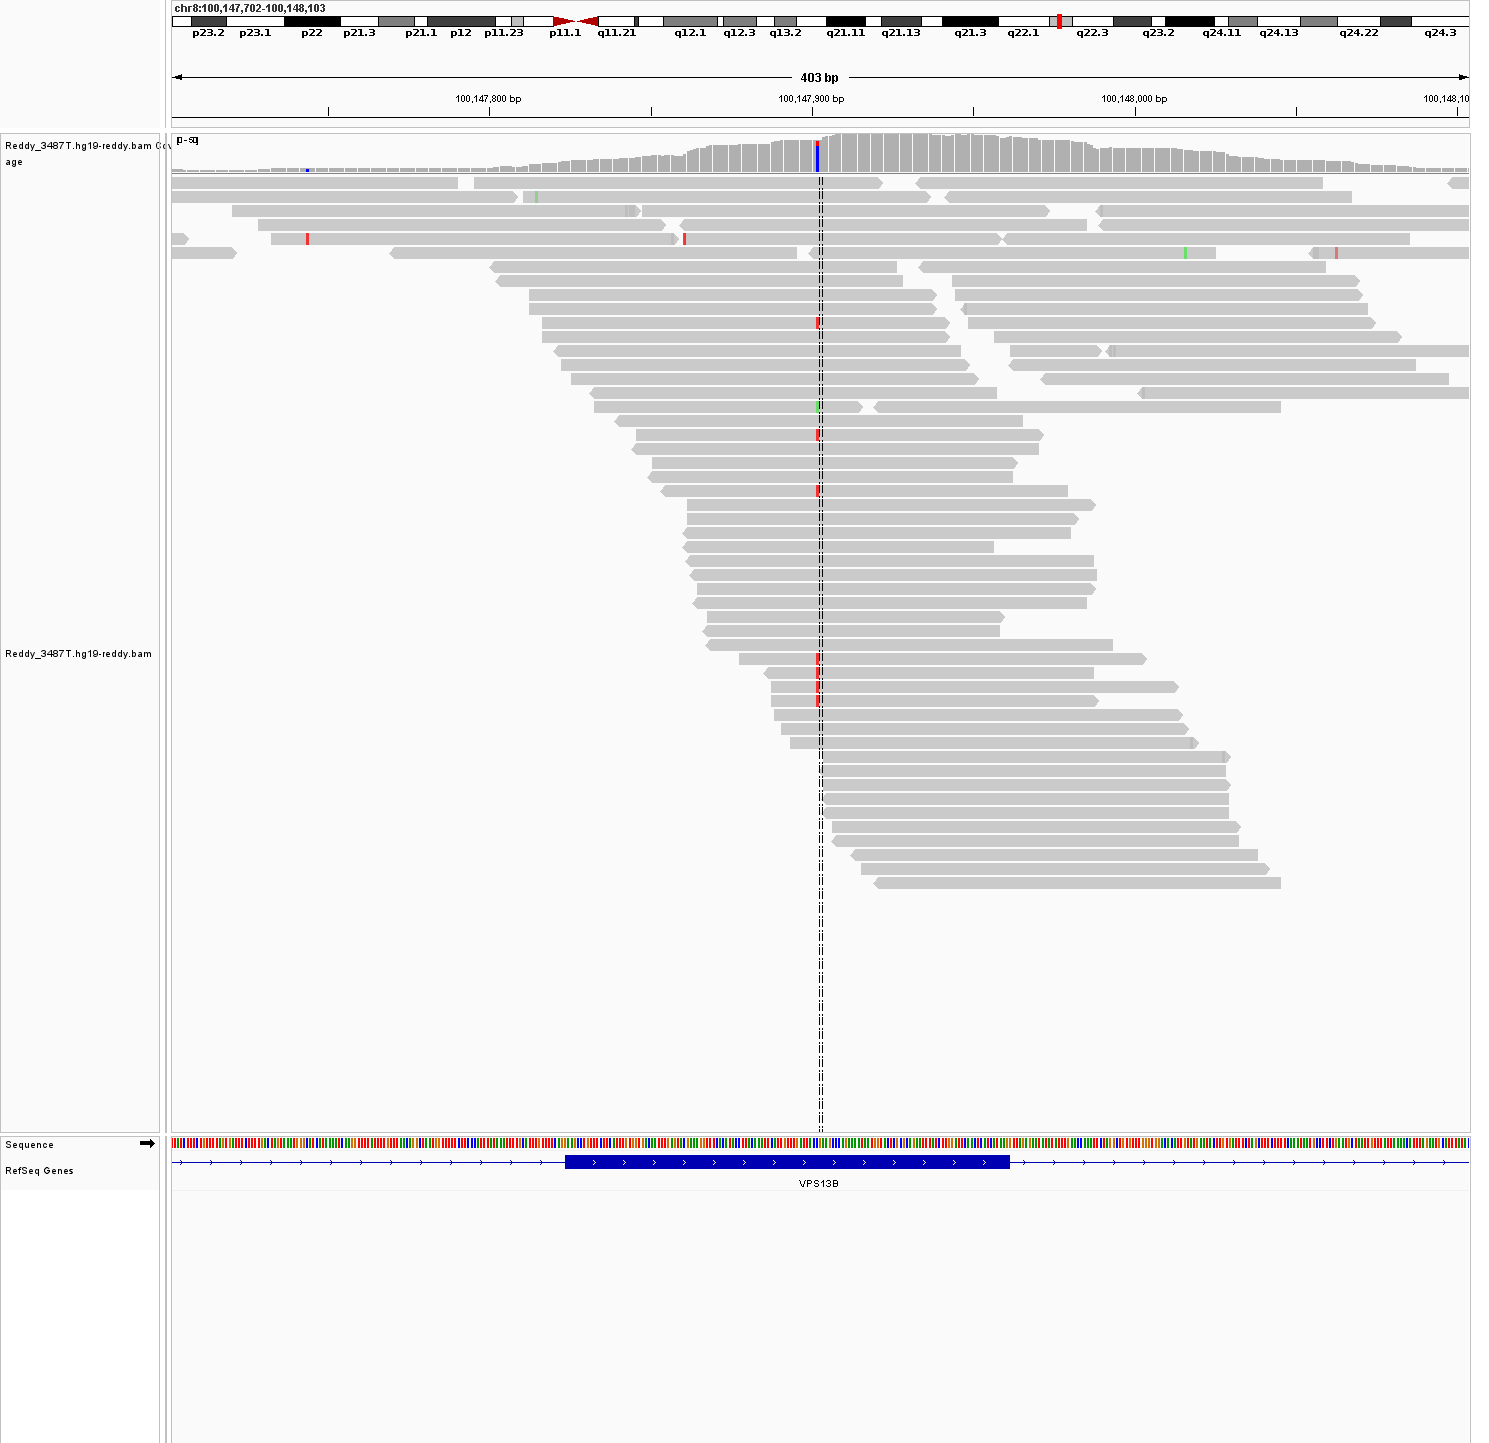 chr8:100,147,702-100,148,103
p23.2 p23.1 p22 p21.3 p21.1 p12 p11.23 p11.1 q11.21 q12.1 q12.3 q13.2 q21.11 q21.13 q21.3 q22.1 q22.3 q23.2 q24.11 q24.13 q24.22 q24.3
403 bp
100,147,800 bp 100,147,900 bp 100,148,000 bp 100,148,10
Reddy_3487T.hg19-reddy.bam Cov
age
Reddy_3487T.hg19-reddy.bam
Sequence
RefSeq Genes
VPS13B